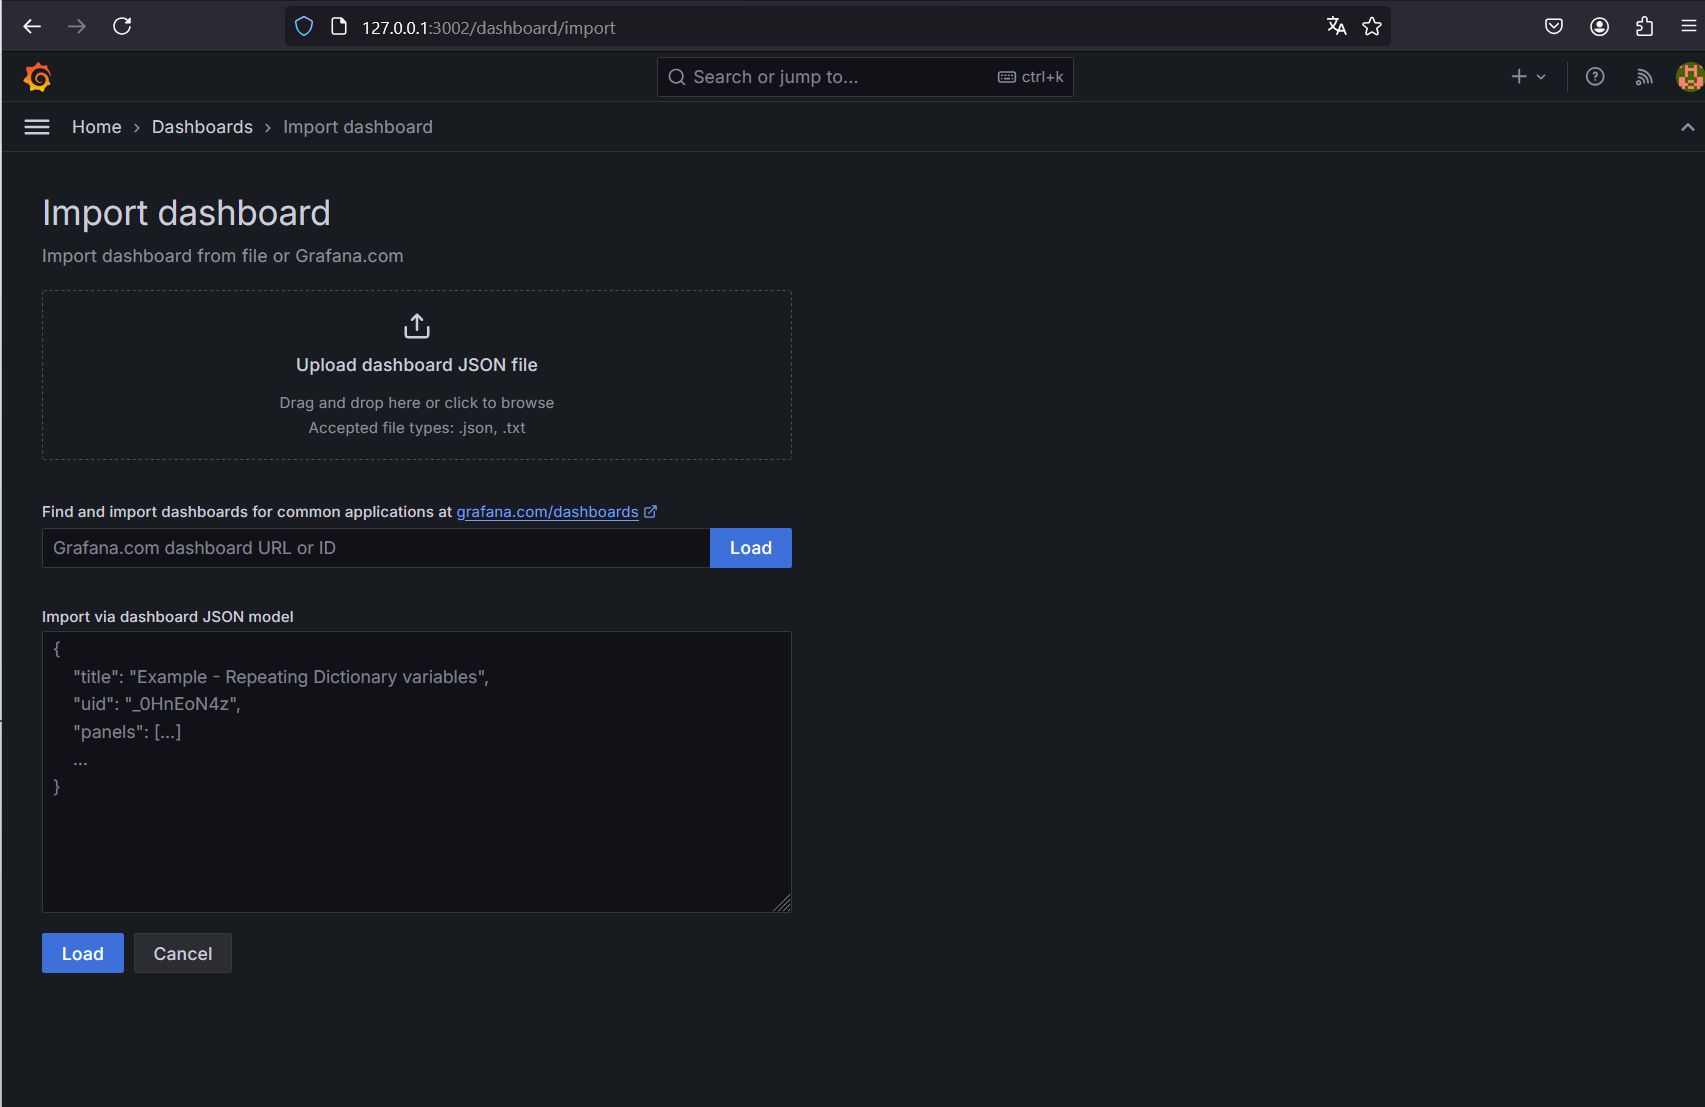 127.0.0.1:3002/dashboard/import
Search or jump to...
ctrl+k
Home › Dashboards › Import dashboard
Import dashboard
Import dashboard from file or Grafana.com
Upload dashboard JSON file
Drag and drop here or click to browse
Accepted file types: .json, .txt
Find and import dashboards for common applications at grafana.com/dashboards
Grafana.com dashboard URL or ID
Load
Import via dashboard JSON model
{
"title": "Example - Repeating Dictionary variables",
"uid": "_0HnEoN4z",
"panels": [...]
...
}
Load
Cancel